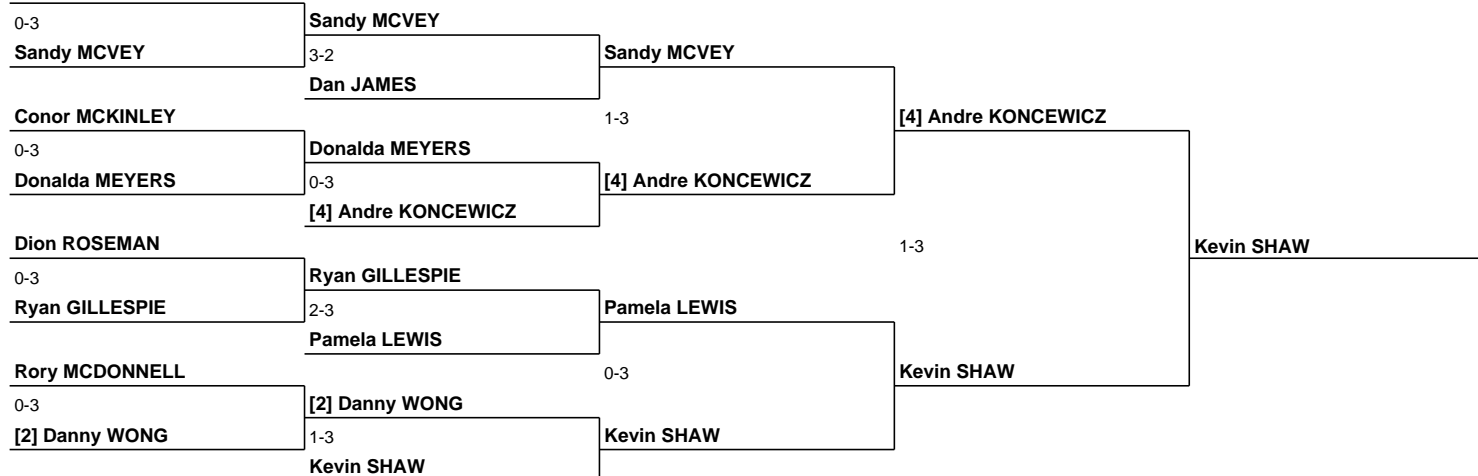 0-3
Sandy MCVEY
Sandy MCVEY
3-2
Sandy MCVEY
Dan JAMES
Conor MCKINLEY
1-3
[4] Andre KONCEWICZ
0-3
Donalda MEYERS
Donalda MEYERS
0-3
[4] Andre KONCEWICZ
[4] Andre KONCEWICZ
Dion ROSEMAN
1-3
Kevin SHAW
0-3
Ryan GILLESPIE
Ryan GILLESPIE
2-3
Pamela LEWIS
Pamela LEWIS
Rory MCDONNELL
0-3
Kevin SHAW
0-3
[2] Danny WONG
[2] Danny WONG
1-3
Kevin SHAW
Kevin SHAW